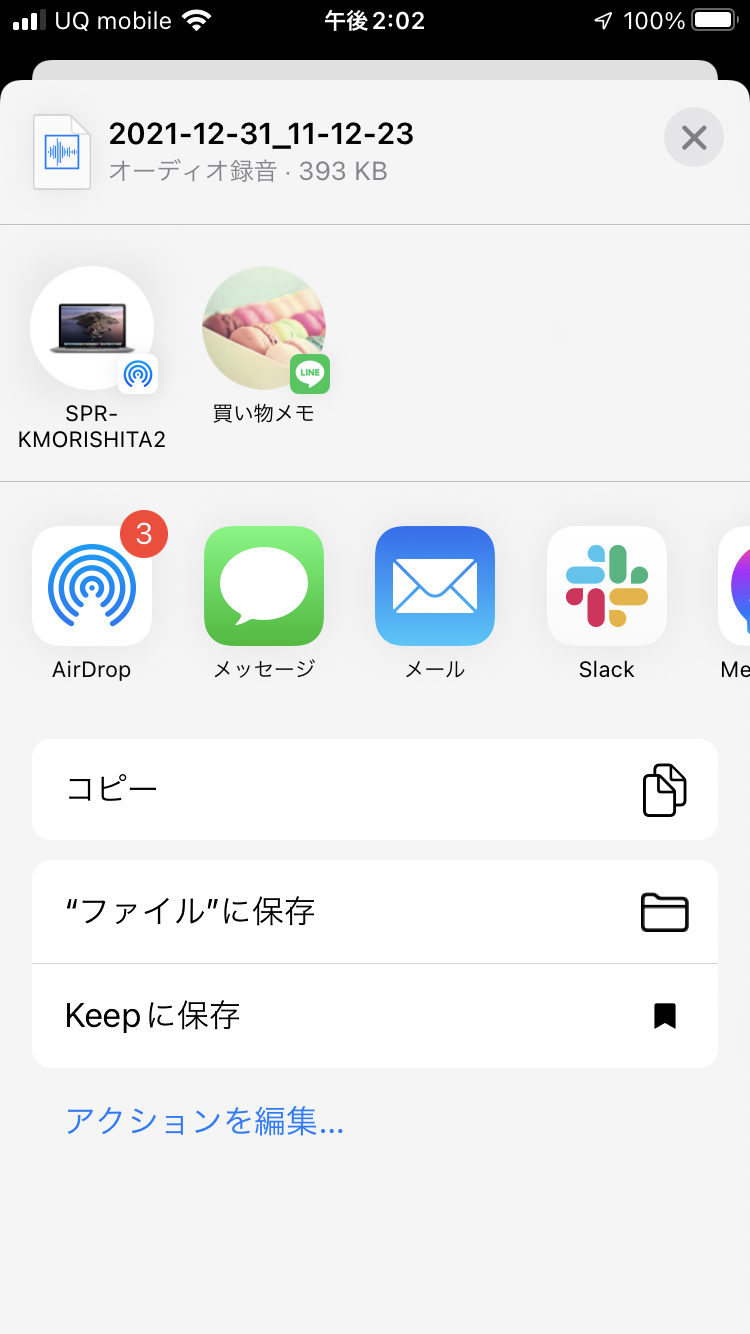 UQ mobile 午後2:02 100%
2021-12-31_11-12-23
オーディオ録音 · 393 KB
SPR-
KMORISHITA2
LINE
買い物メモ
3
AirDrop メッセージ メール Slack Me
コピー
“ファイル”に保存
Keepに保存
アクションを編集...